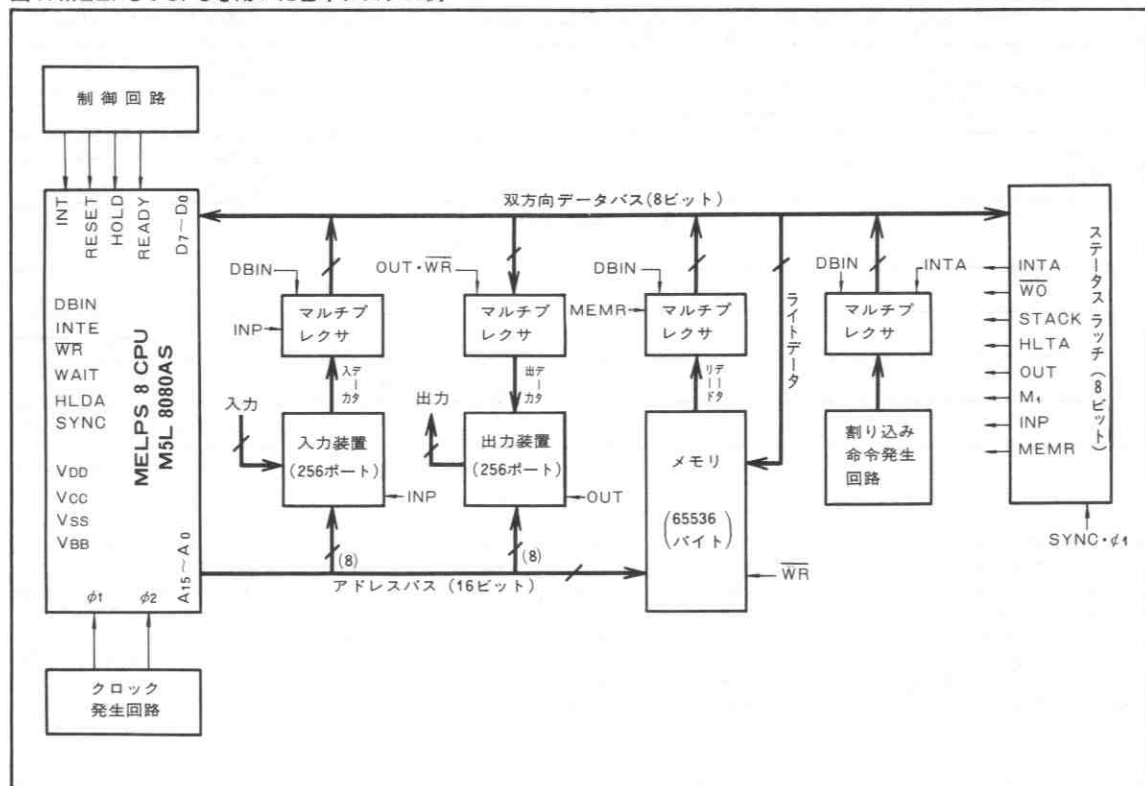 制御回路
INT
RESET
HOLD
READY
D7〜D0
DBIN
INTE
WR
WAIT
HLDA
SYNC
VDD
VCC
VSS
VBB
MELPS 8 CPU
M5L 8080AS
A15〜A0
φ1
φ2
クロック
発生回路
双方向データバス(8ビット)
DBIN
INP
マルチプ
レクサ
入力
データ
入力
入力装置
(256ポート)
INP
(8)
OUT・WR
マルチプ
レクサ
出力
データ
出力
出力装置
(256ポート)
OUT
(8)
アドレスバス (16ビット)
DBIN
MEMR
マルチプ
レクサ
リード
データ
ライトデータ
メモリ
(65536
バイト)
WR
DBIN
INTA
マルチプ
レクサ
割り込み
命令発生
回路
ステータスラッチ(8ビット)
INTA
WO
STACK
HLTA
OUT
M1
INP
MEMR
SYNC・φ1